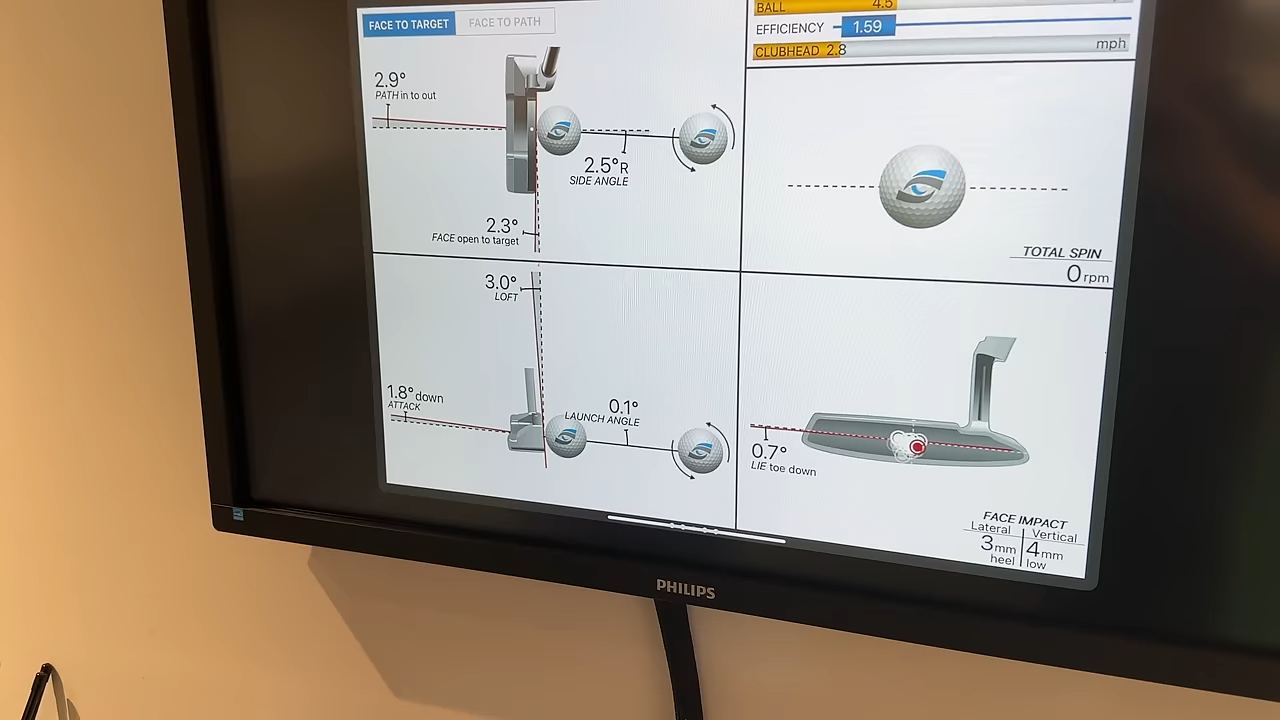 FACE TO TARGET
FACE TO PATH
2.9°
PATH in to out
2.5° R
SIDE ANGLE
2.3°
FACE open to target
BALL 4.5
EFFICIENCY 1.59
CLUBHEAD 2.8 mph
TOTAL SPIN
0 rpm
3.0°
LOFT
1.8° down
ATTACK
0.1°
LAUNCH ANGLE
0.7°
LIE toe down
FACE IMPACT
Lateral Vertical
3mm 4mm
heel low
PHILIPS